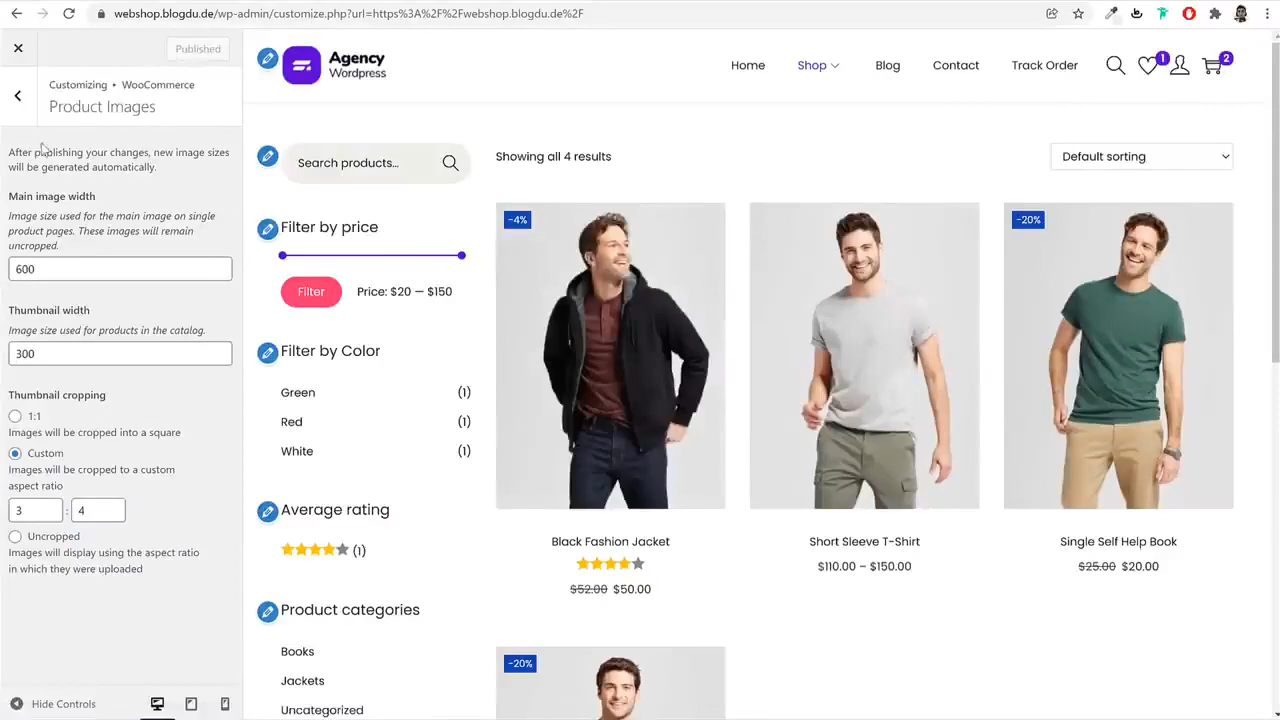 webshop.blogdu.de/wp-admin/customize.php?url=https%3A%2F%2Fwebshop.blogdu.de%2F
Published
Customizing • WooCommerce
Product Images
After publishing your changes, new image sizes
will be generated automatically.
Main image width
Image size used for the main image on single
product pages. These images will remain
uncropped.
600
Thumbnail width
Image size used for products in the catalog.
300
Thumbnail cropping
1:1
Images will be cropped into a square
Custom
Images will be cropped to a custom
aspect ratio
3 : 4
Uncropped
Images will display using the aspect ratio
in which they were uploaded
Hide Controls
Agency
Wordpress
Home Shop Blog Contact Track Order 1 2
Search products...
Showing all 4 results
Default sorting
Filter by price
Filter Price: $20 — $150
Filter by Color
Green (1)
Red (1)
White (1)
Average rating
(1)
Product categories
Books
Jackets
Uncategorized
-4%
Black Fashion Jacket
$52.00 $50.00
Short Sleeve T-Shirt
$110.00 – $150.00
-20%
Single Self Help Book
$25.00 $20.00
-20%